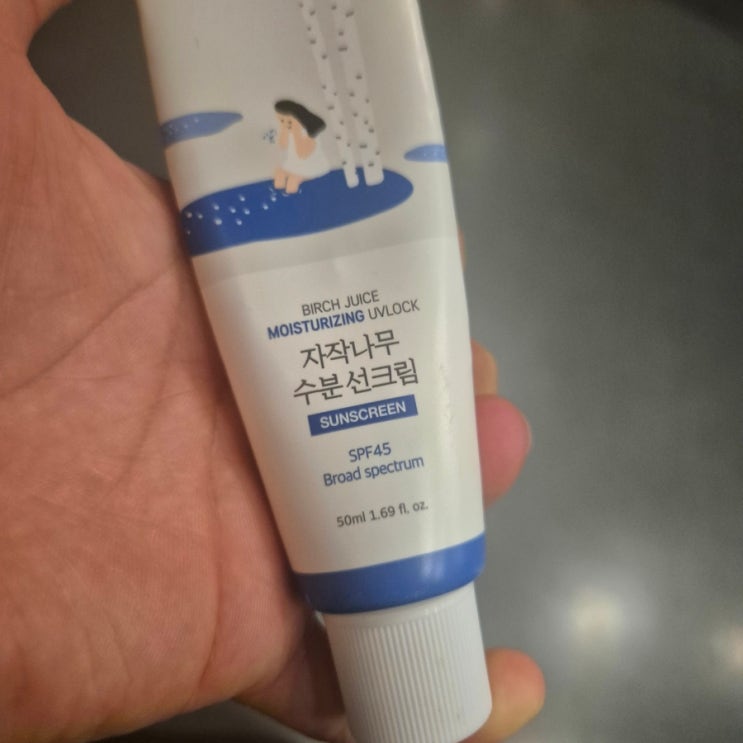 BIRCH JUICE
MOISTURIZING UVLOCK
자작나무
수분 선크림
SUNSCREEN
SPF45
Broad spectrum
50ml 1.69 fl. oz.